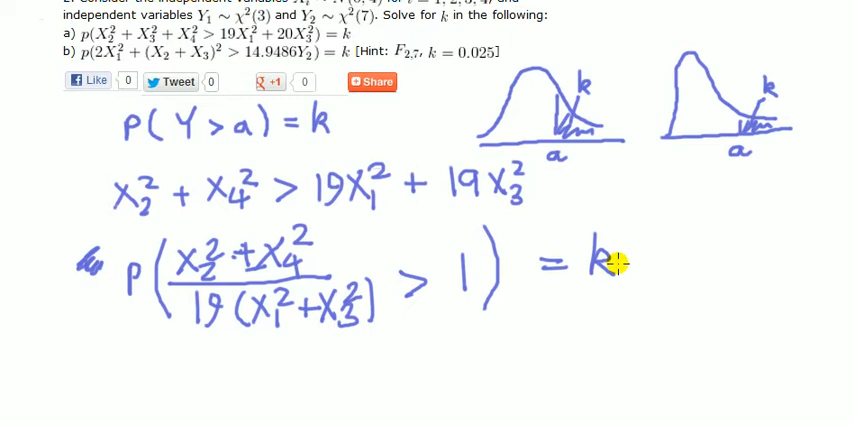 independent variables Y₁ ∼ χ²(3) and Y₂ ∼ χ²(7). Solve for k in the following:
a) p(X₂² + X₃² + X₄² > 19X₁² + 20X₃²) = k
b) p(2X₁² + (X₂ + X₃)² > 14.9486Y₂) = k [Hint: F₂,₇, k = 0.025]
Like 0 Tweet 0 g +1 0 Share
P(Y>a) = k
k
a
k
a
X₂² + X₄² > 19X₁² + 19X₃²
P(X₂²+X₄² / 19(X₁²+X₃²) > 1) = k